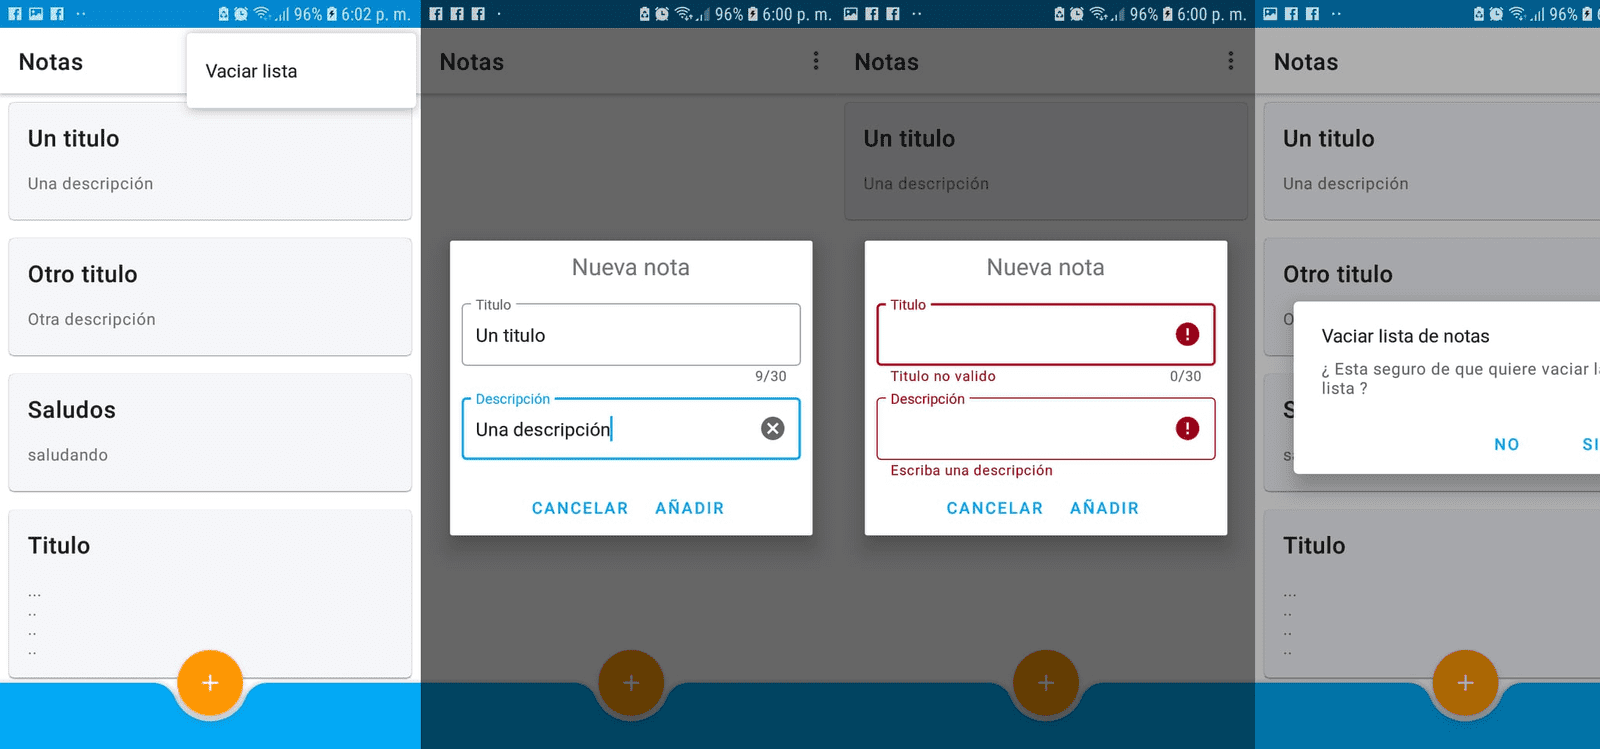 96% 6:02 p. m.
Notas
Vaciar lista
Un titulo
Una descripción
Otro titulo
Otra descripción
Saludos
saludando
Titulo
...
..
..
..
+
96% 6:00 p. m.
Notas
Nueva nota
Titulo
Un titulo
9/30
Descripción
Una descripción
CANCELAR AÑADIR
+
96% 6:00 p. m.
Notas
Un titulo
Una descripción
Nueva nota
Titulo
Titulo no valido 0/30
Descripción
Escriba una descripción
CANCELAR AÑADIR
+
96%
Notas
Un titulo
Una descripción
Otro titulo
Vaciar lista de notas
¿ Esta seguro de que quiere vaciar
lista ?
NO SI
Titulo
...
..
..
..
+